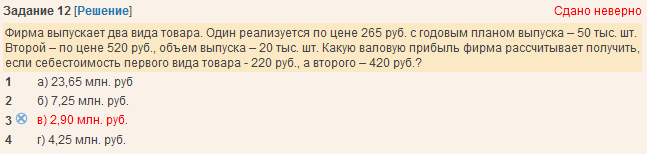 Задание 12 [Решение] Сдано неверно
Фирма выпускает два вида товара. Один реализуется по цене 265 руб. с годовым планом выпуска – 50 тыс. шт.
Второй – по цене 520 руб., объем выпуска – 20 тыс. шт. Какую валовую прибыль фирма рассчитывает получить,
если себестоимость первого вида товара - 220 руб., а второго – 420 руб.?
1 а) 23,65 млн. руб
2 б) 7,25 млн. руб.
3 в) 2,90 млн. руб.
4 г) 4,25 млн. руб.